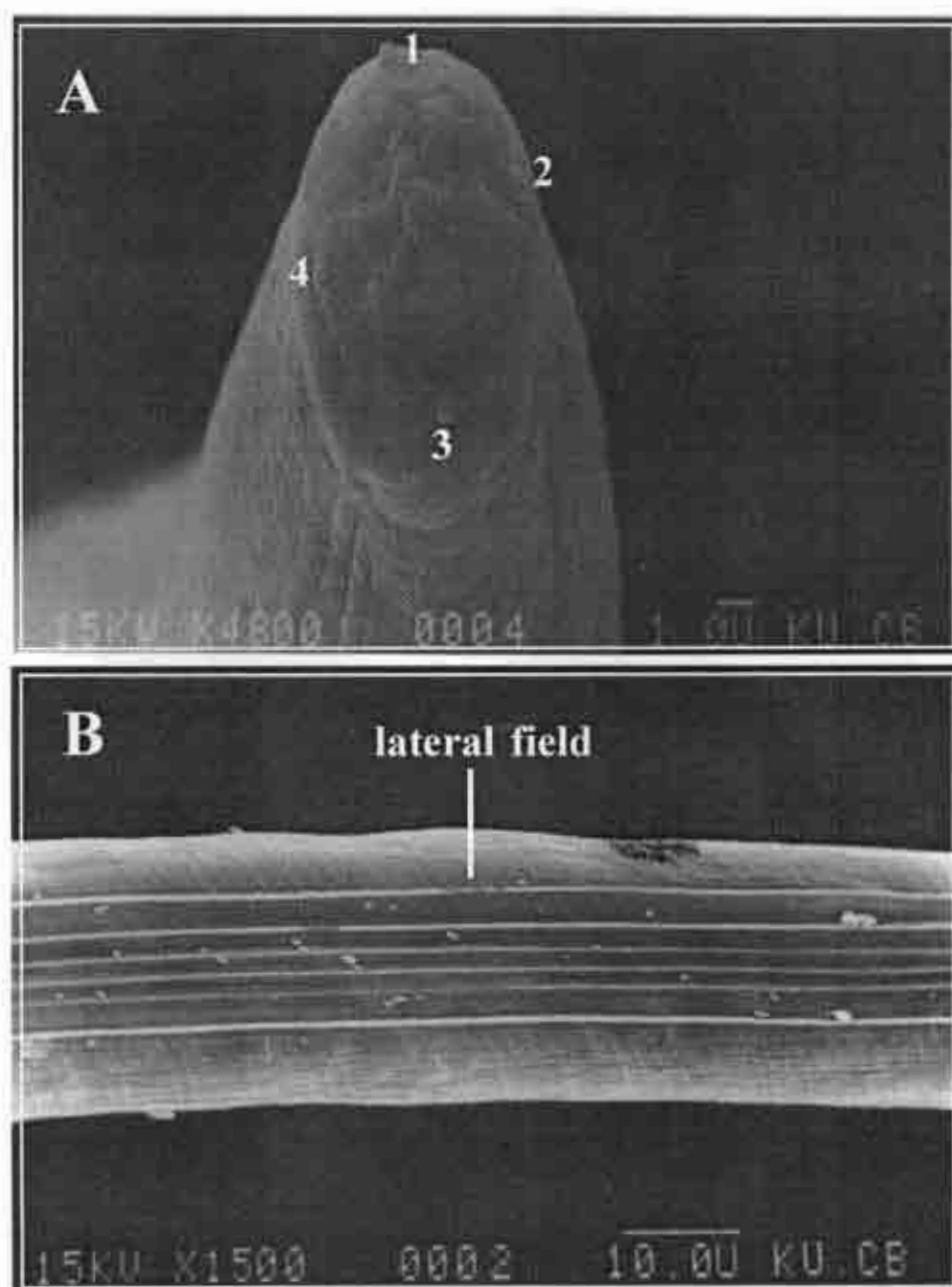 A
1
2
4
3
15KV X4800 0004 1.0U KU.CB
B
lateral field
15KV X1500 0002 10.0U KU.CB